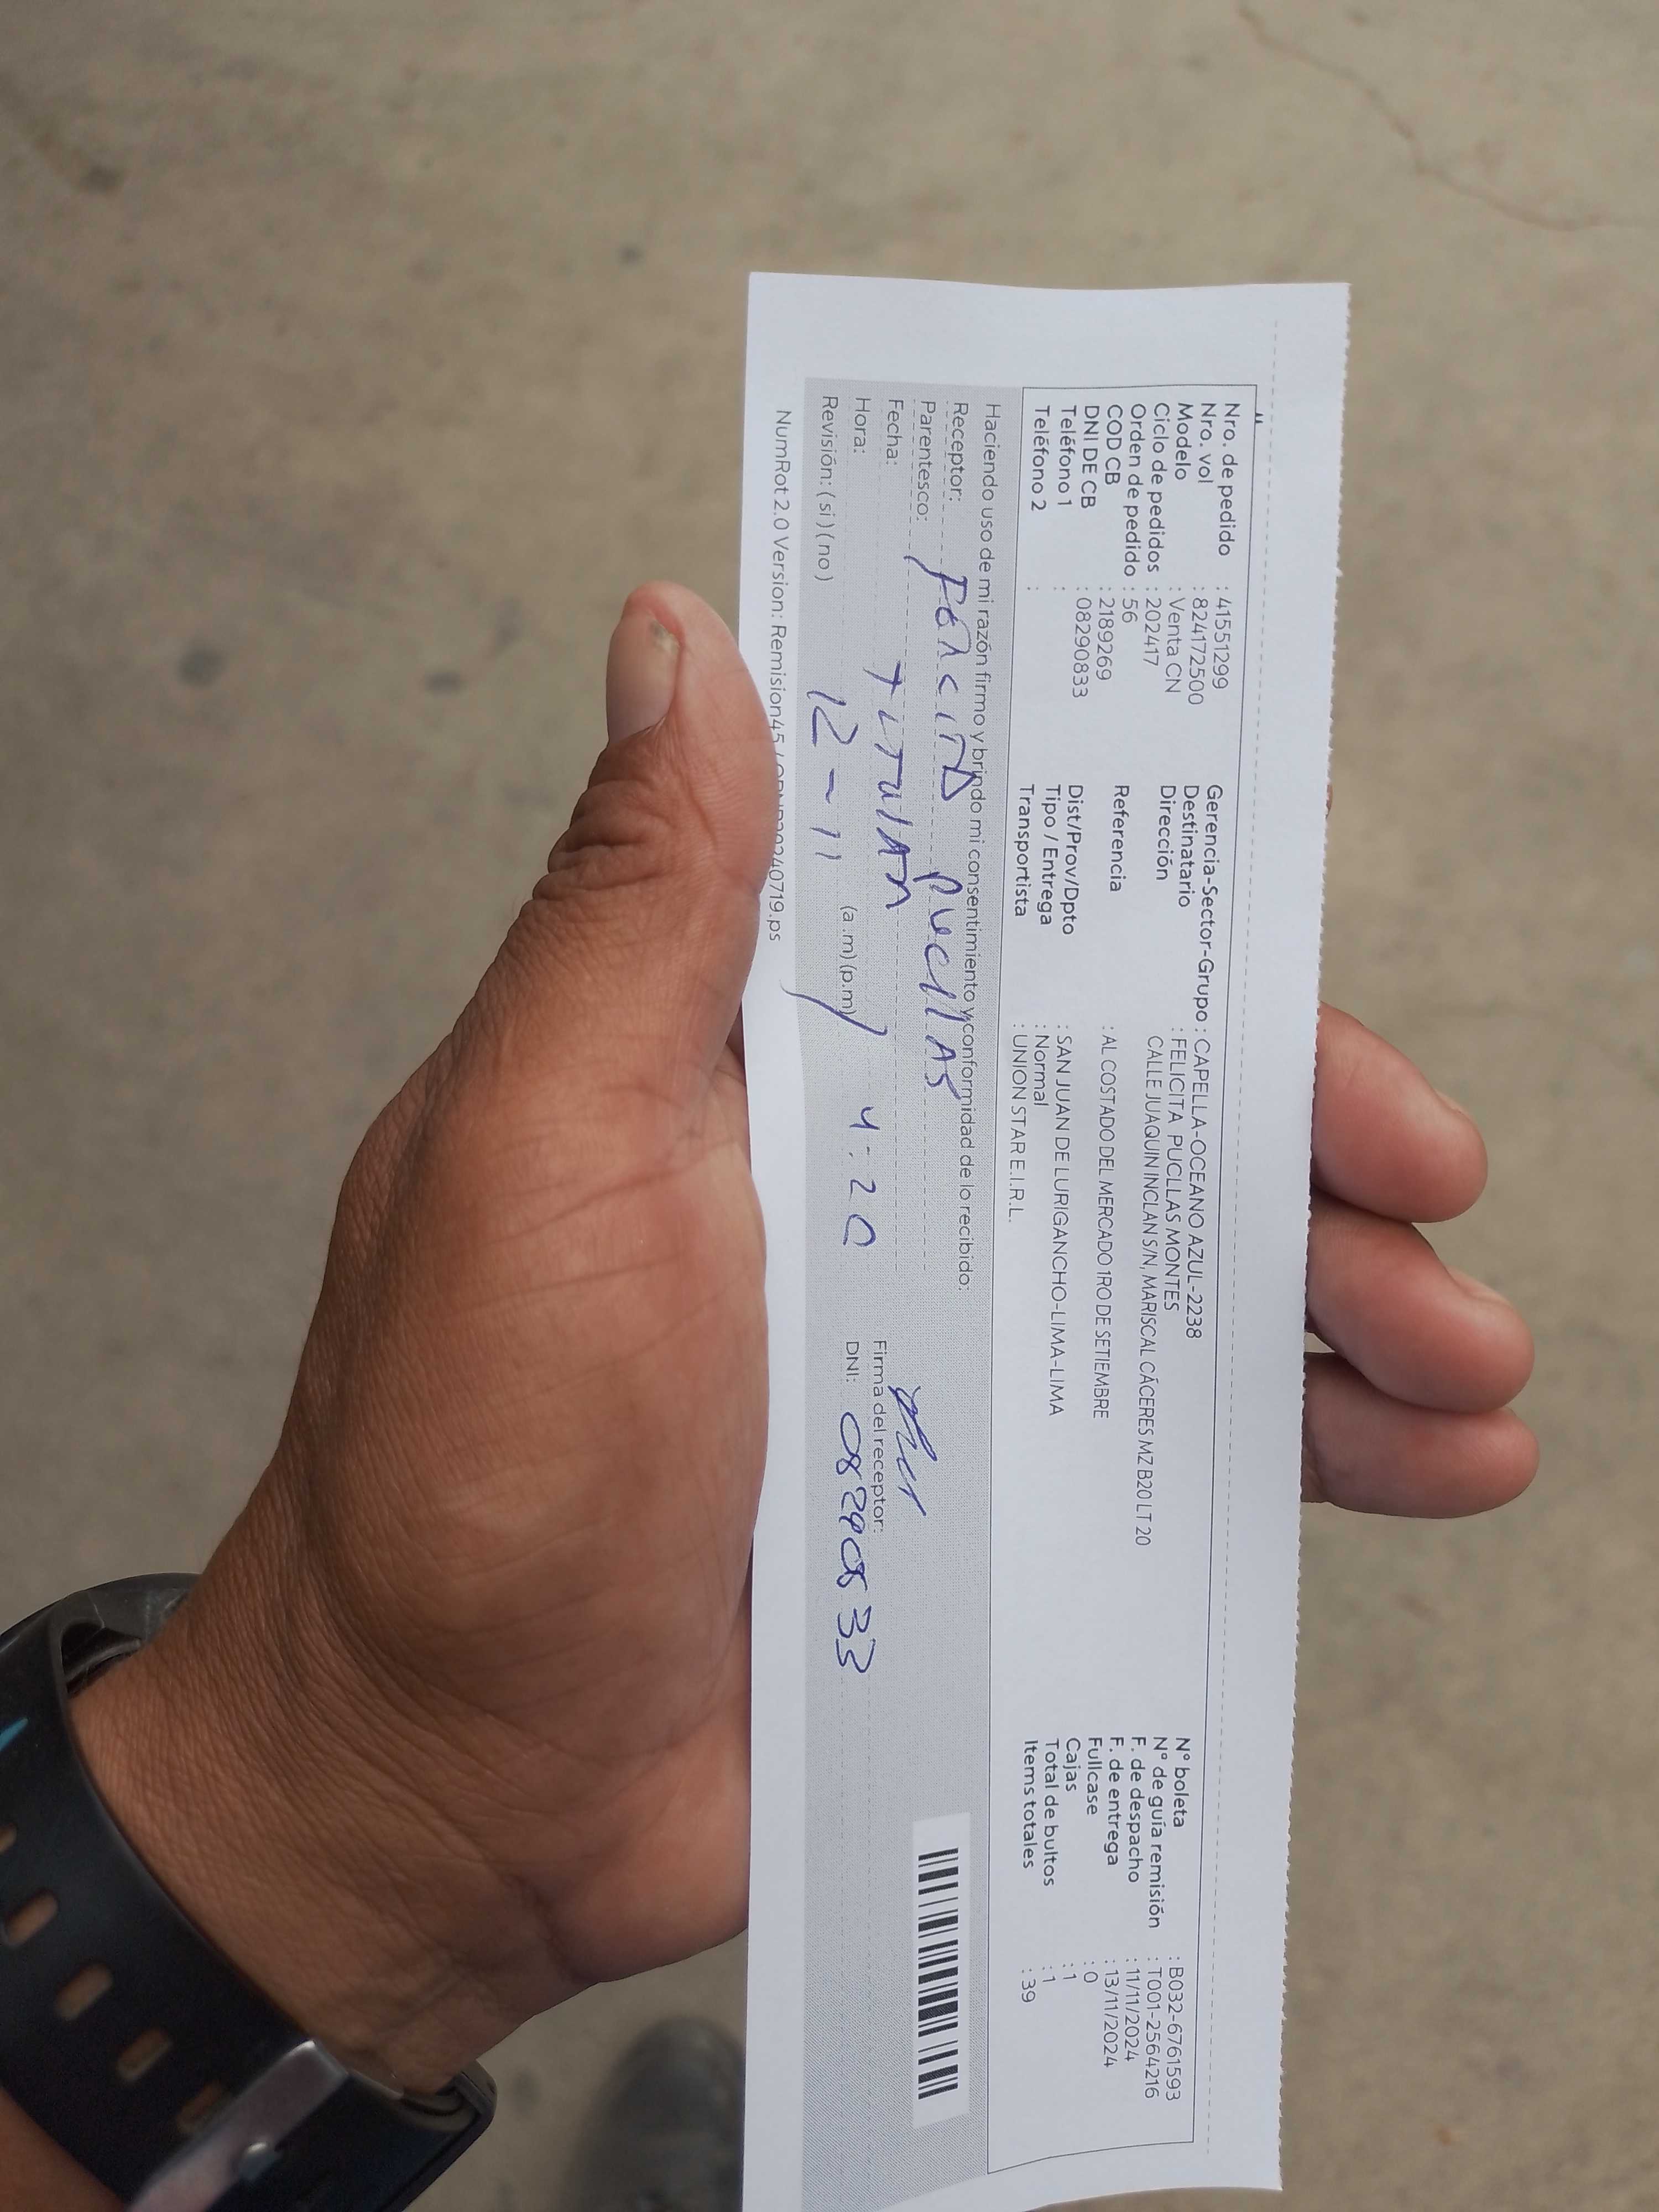 Nro. de pedido : 41551299
Nro. vol : 824172500
Modelo : Venta CN
Ciclo de pedidos : 202417
Orden de pedido : 56
COD CB : 2189269
DNI DE CB : 08290833
Teléfono 1 :
Teléfono 2 :
Gerencia-Sector-Grupo : CAPELLA-OCEANO AZUL-2238
Destinatario : FELICITA PUCLLAS MONTES
Dirección CALLE JUAQUIN INCLAN S/N, MARISCAL CÁCERES MZ B20 LT 20
Referencia : AL COSTADO DEL MERCADO 1RO DE SETIEMBRE
Dist/Prov/Dpto : SAN JUAN DE LURIGANCHO-LIMA-LIMA
Tipo / Entrega : Normal
Transportista : UNION STAR E.I.R.L.
N° boleta : B032-6761593
N° de guía remisión : T001-2564216
F. de despacho : 11/11/2024
F. de entrega : 13/11/2024
Fullcase : 0
Cajas : 1
Total de bultos : 1
Items totales : 39
Haciendo uso de mi razón firmo y brindo mi consentimiento y conformidad de lo recibido:
Receptor: Pucllas
Parentesco:
Fecha: 12-11
Hora: (a.m)(p.m) 4:20
Revisión: (si)(no)
Firma del receptor:
DNI: 08290833
NumRot 2.0 Version: Remision45
20240719.ps